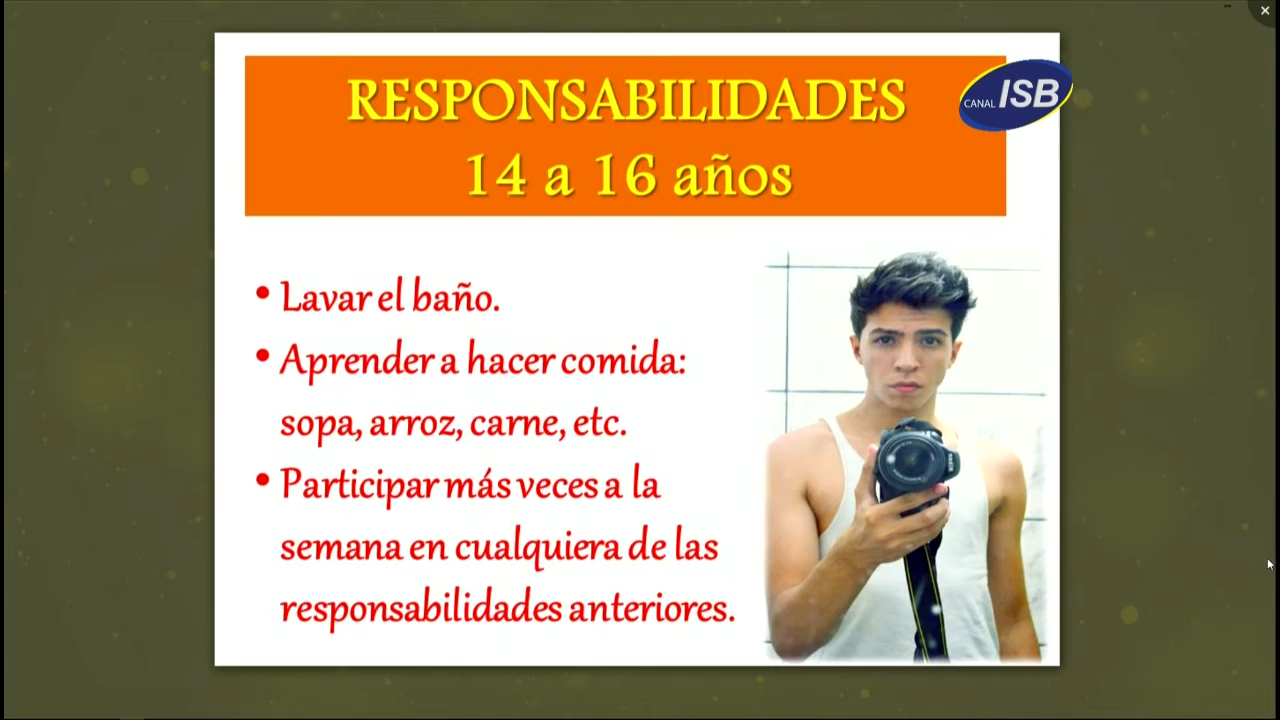 RESPONSABILIDADES
14 a 16 años
CANAL ISB
• Lavar el baño.
• Aprender a hacer comida:
sopa, arroz, carne, etc.
• Participar más veces a la
semana en cualquiera de las
responsabilidades anteriores.